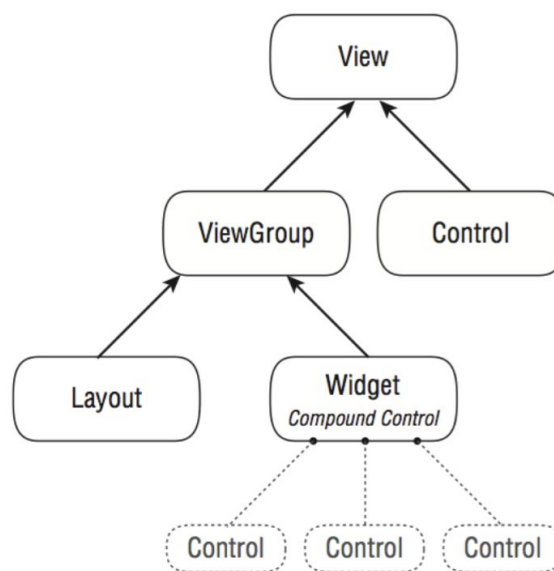 View
ViewGroup
Control
Layout
Widget
Compound Control
Control
Control
Control